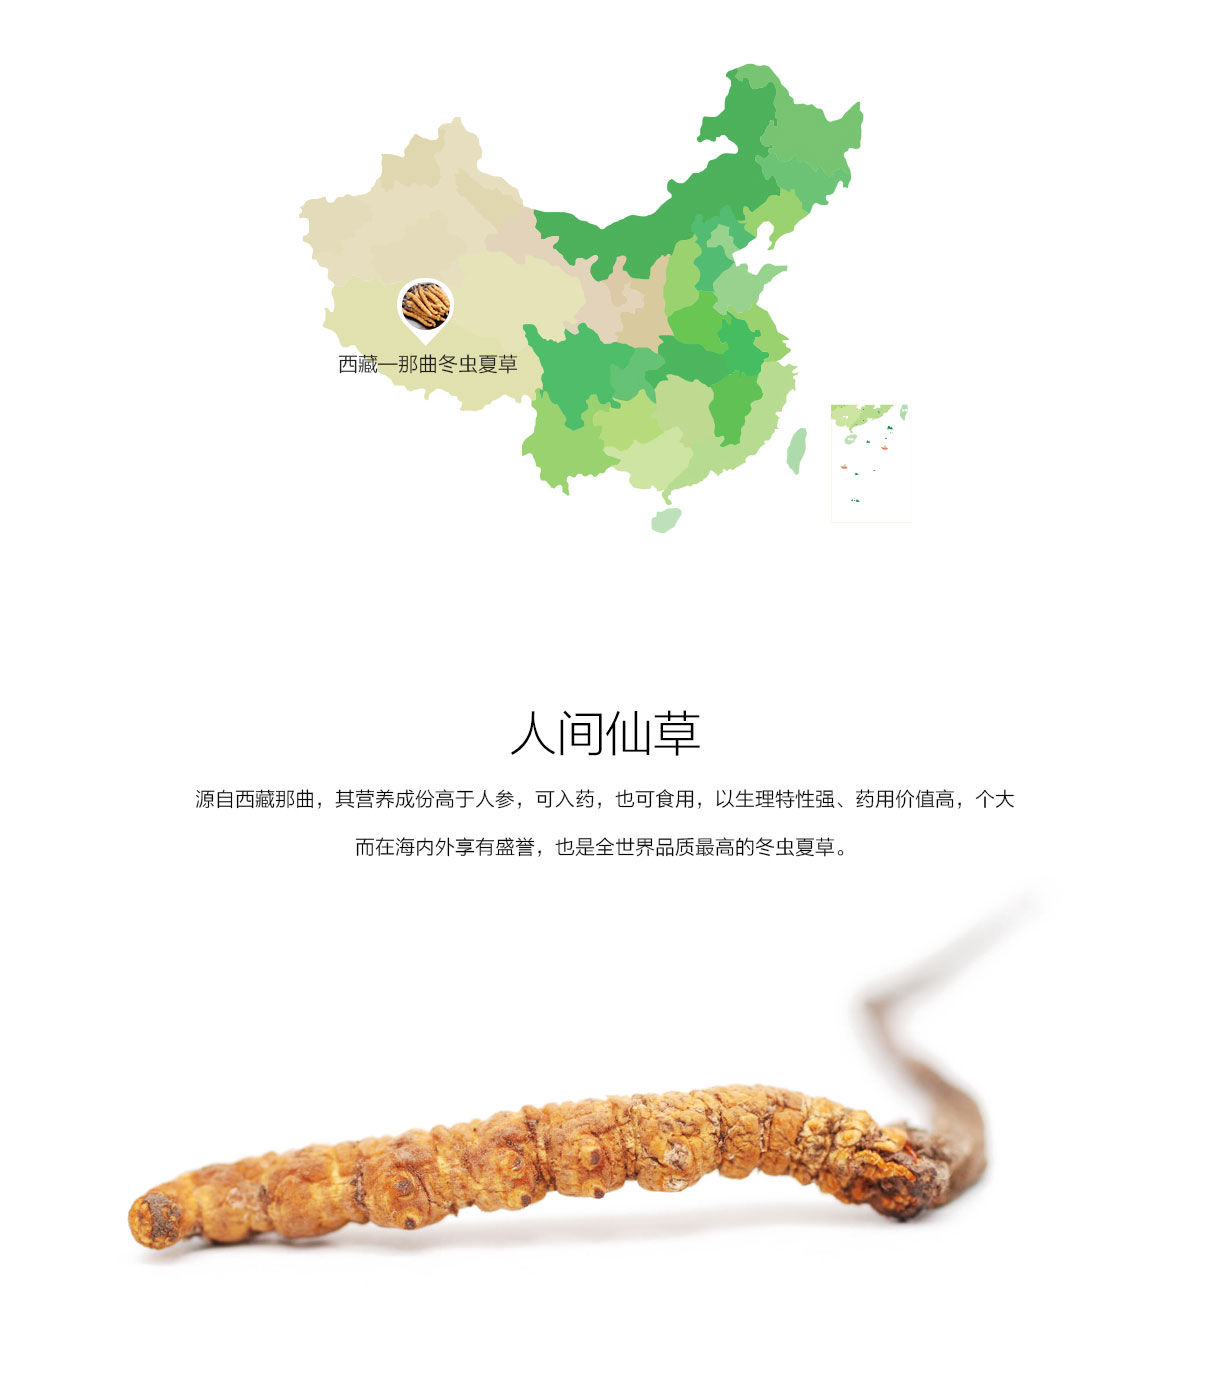 西藏—那曲冬虫夏草
人间仙草
源自西藏那曲，其营养成份高于人参，可入药，也可食用，以生理特性强、药用价值高，个大
而在海内外享有盛誉，也是全世界品质最高的冬虫夏草。